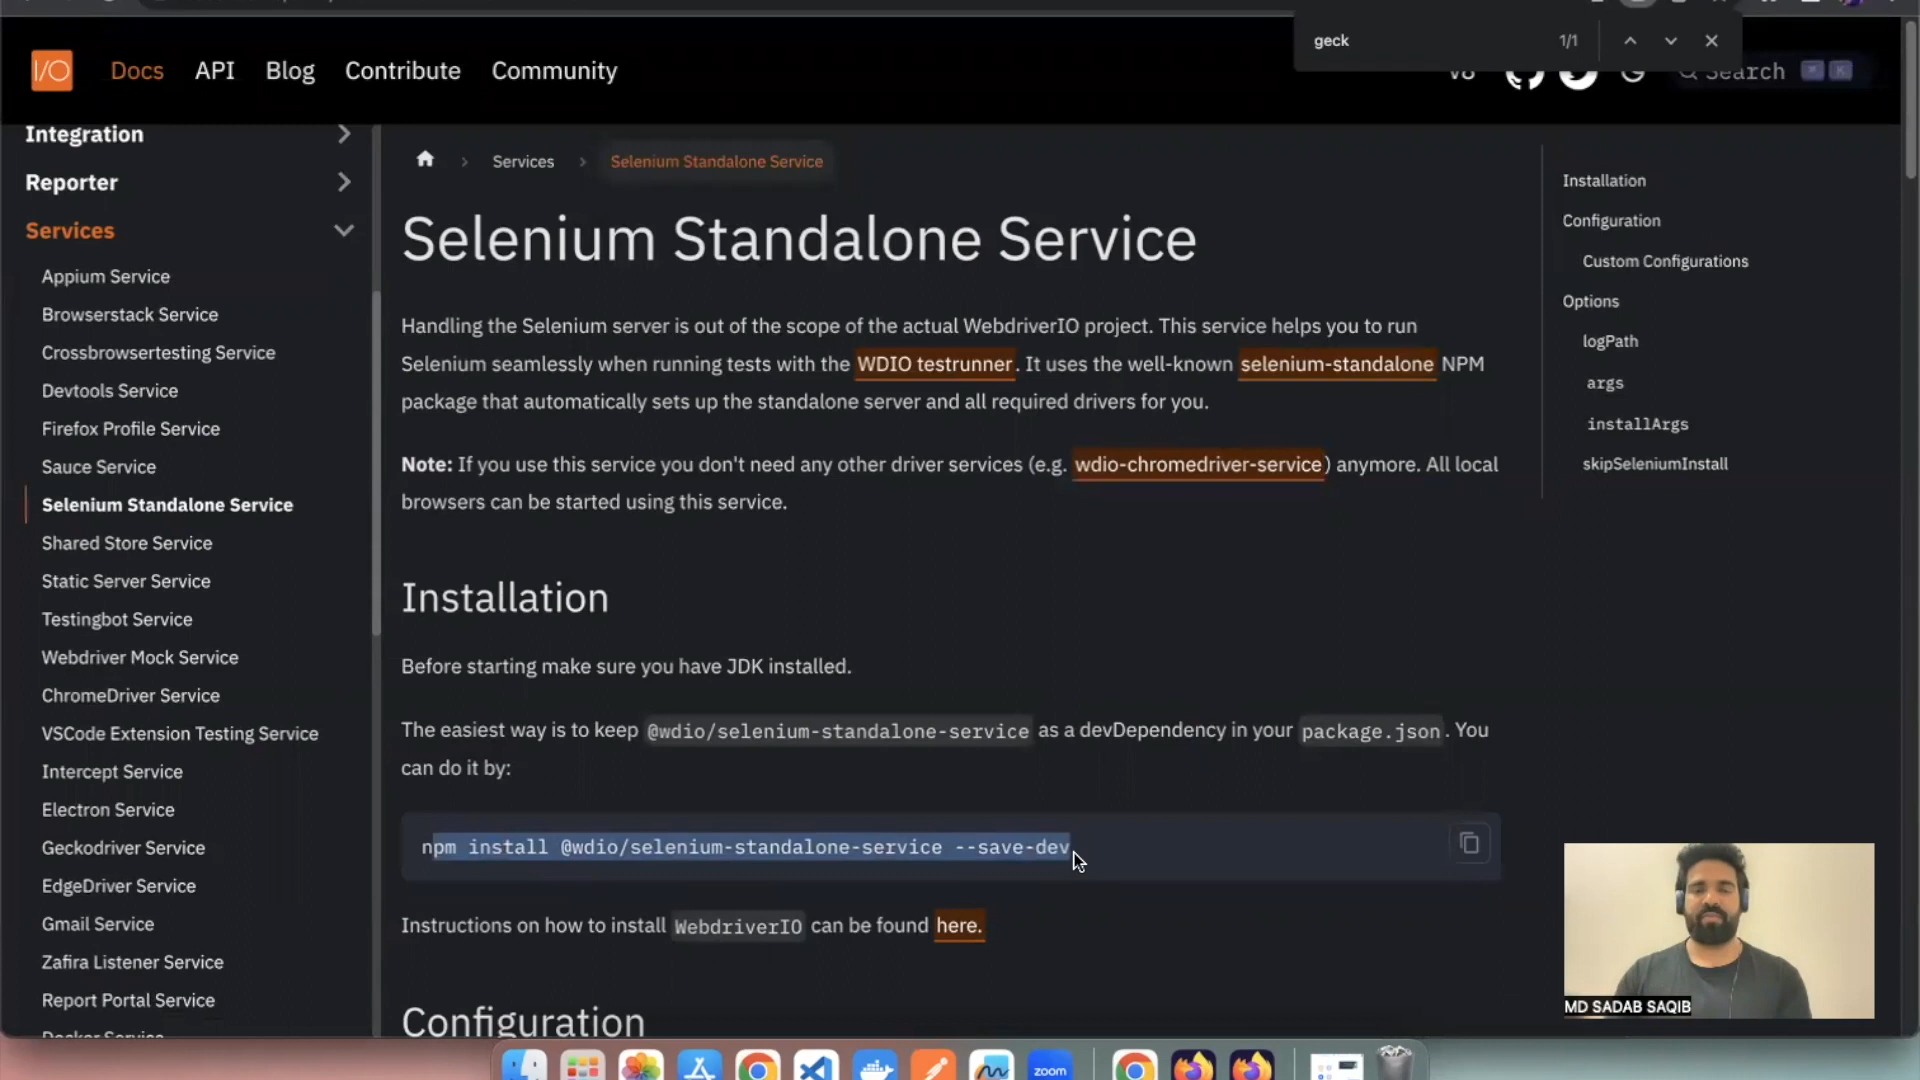 geck
1/1
I/O
Docs
API
Blog
Contribute
Community
v8
Search
K
Integration
Reporter
Services
Appium Service
Browserstack Service
Crossbrowsertesting Service
Devtools Service
Firefox Profile Service
Sauce Service
Selenium Standalone Service
Shared Store Service
Static Server Service
Testingbot Service
Webdriver Mock Service
ChromeDriver Service
VSCode Extension Testing Service
Intercept Service
Electron Service
Geckodriver Service
EdgeDriver Service
Gmail Service
Zafira Listener Service
Report Portal Service
Docker Service
Services
Selenium Standalone Service
Selenium Standalone Service
Handling the Selenium server is out of the scope of the actual WebdriverIO project. This service helps you to run
Selenium seamlessly when running tests with the WDIO testrunner. It uses the well-known selenium-standalone NPM
package that automatically sets up the standalone server and all required drivers for you.
Note: If you use this service you don't need any other driver services (e.g. wdio-chromedriver-service) anymore. All local
browsers can be started using this service.
Installation
Before starting make sure you have JDK installed.
The easiest way is to keep @wdio/selenium-standalone-service as a devDependency in your package.json. You
can do it by:
npm install @wdio/selenium-standalone-service --save-dev
Instructions on how to install WebdriverIO can be found here.
Configuration
Installation
Configuration
Custom Configurations
Options
logPath
args
installArgs
skipSeleniumInstall
MD SADAB SAQIB
zoom